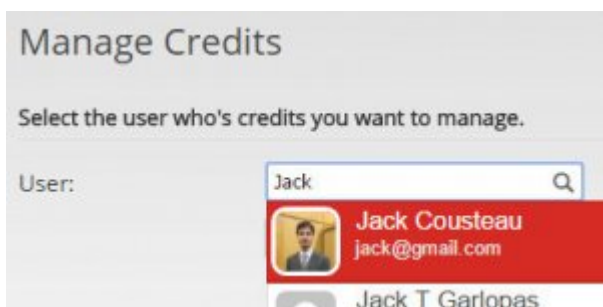 Manage Credits
Select the user who's credits you want to manage.
User:
Jack
Jack Cousteau
jack@gmail.com
Jack T Garlopas